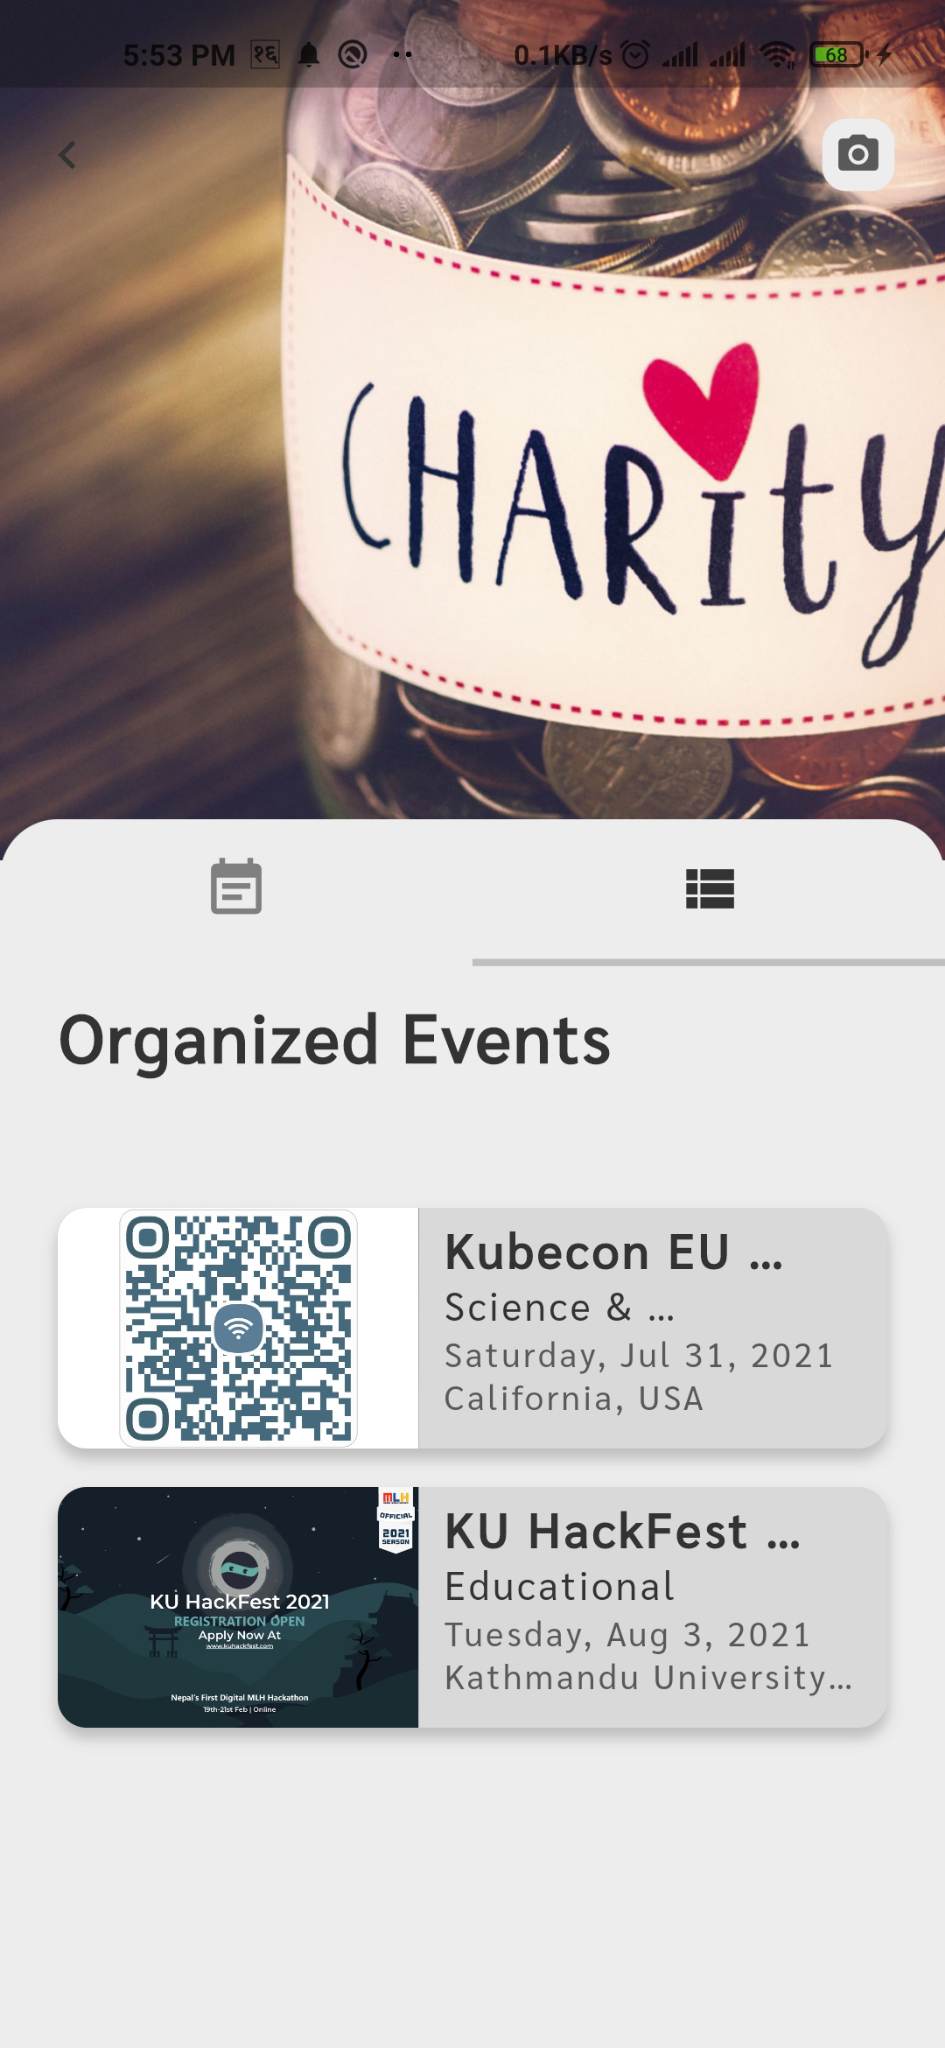 5:53 PM १६ 0.1KB/s 68
CHARITY
Organized Events
Kubecon EU ...
Science & ...
Saturday, Jul 31, 2021
California, USA
MLH
OFFICIAL
2021
SEASON
KU HackFest 2021
REGISTRATION OPEN
Apply Now At
www.kuhackfest.com
Nepal's First Digital MLH Hackathon
19th-21st Feb | Online
KU HackFest ...
Educational
Tuesday, Aug 3, 2021
Kathmandu University...